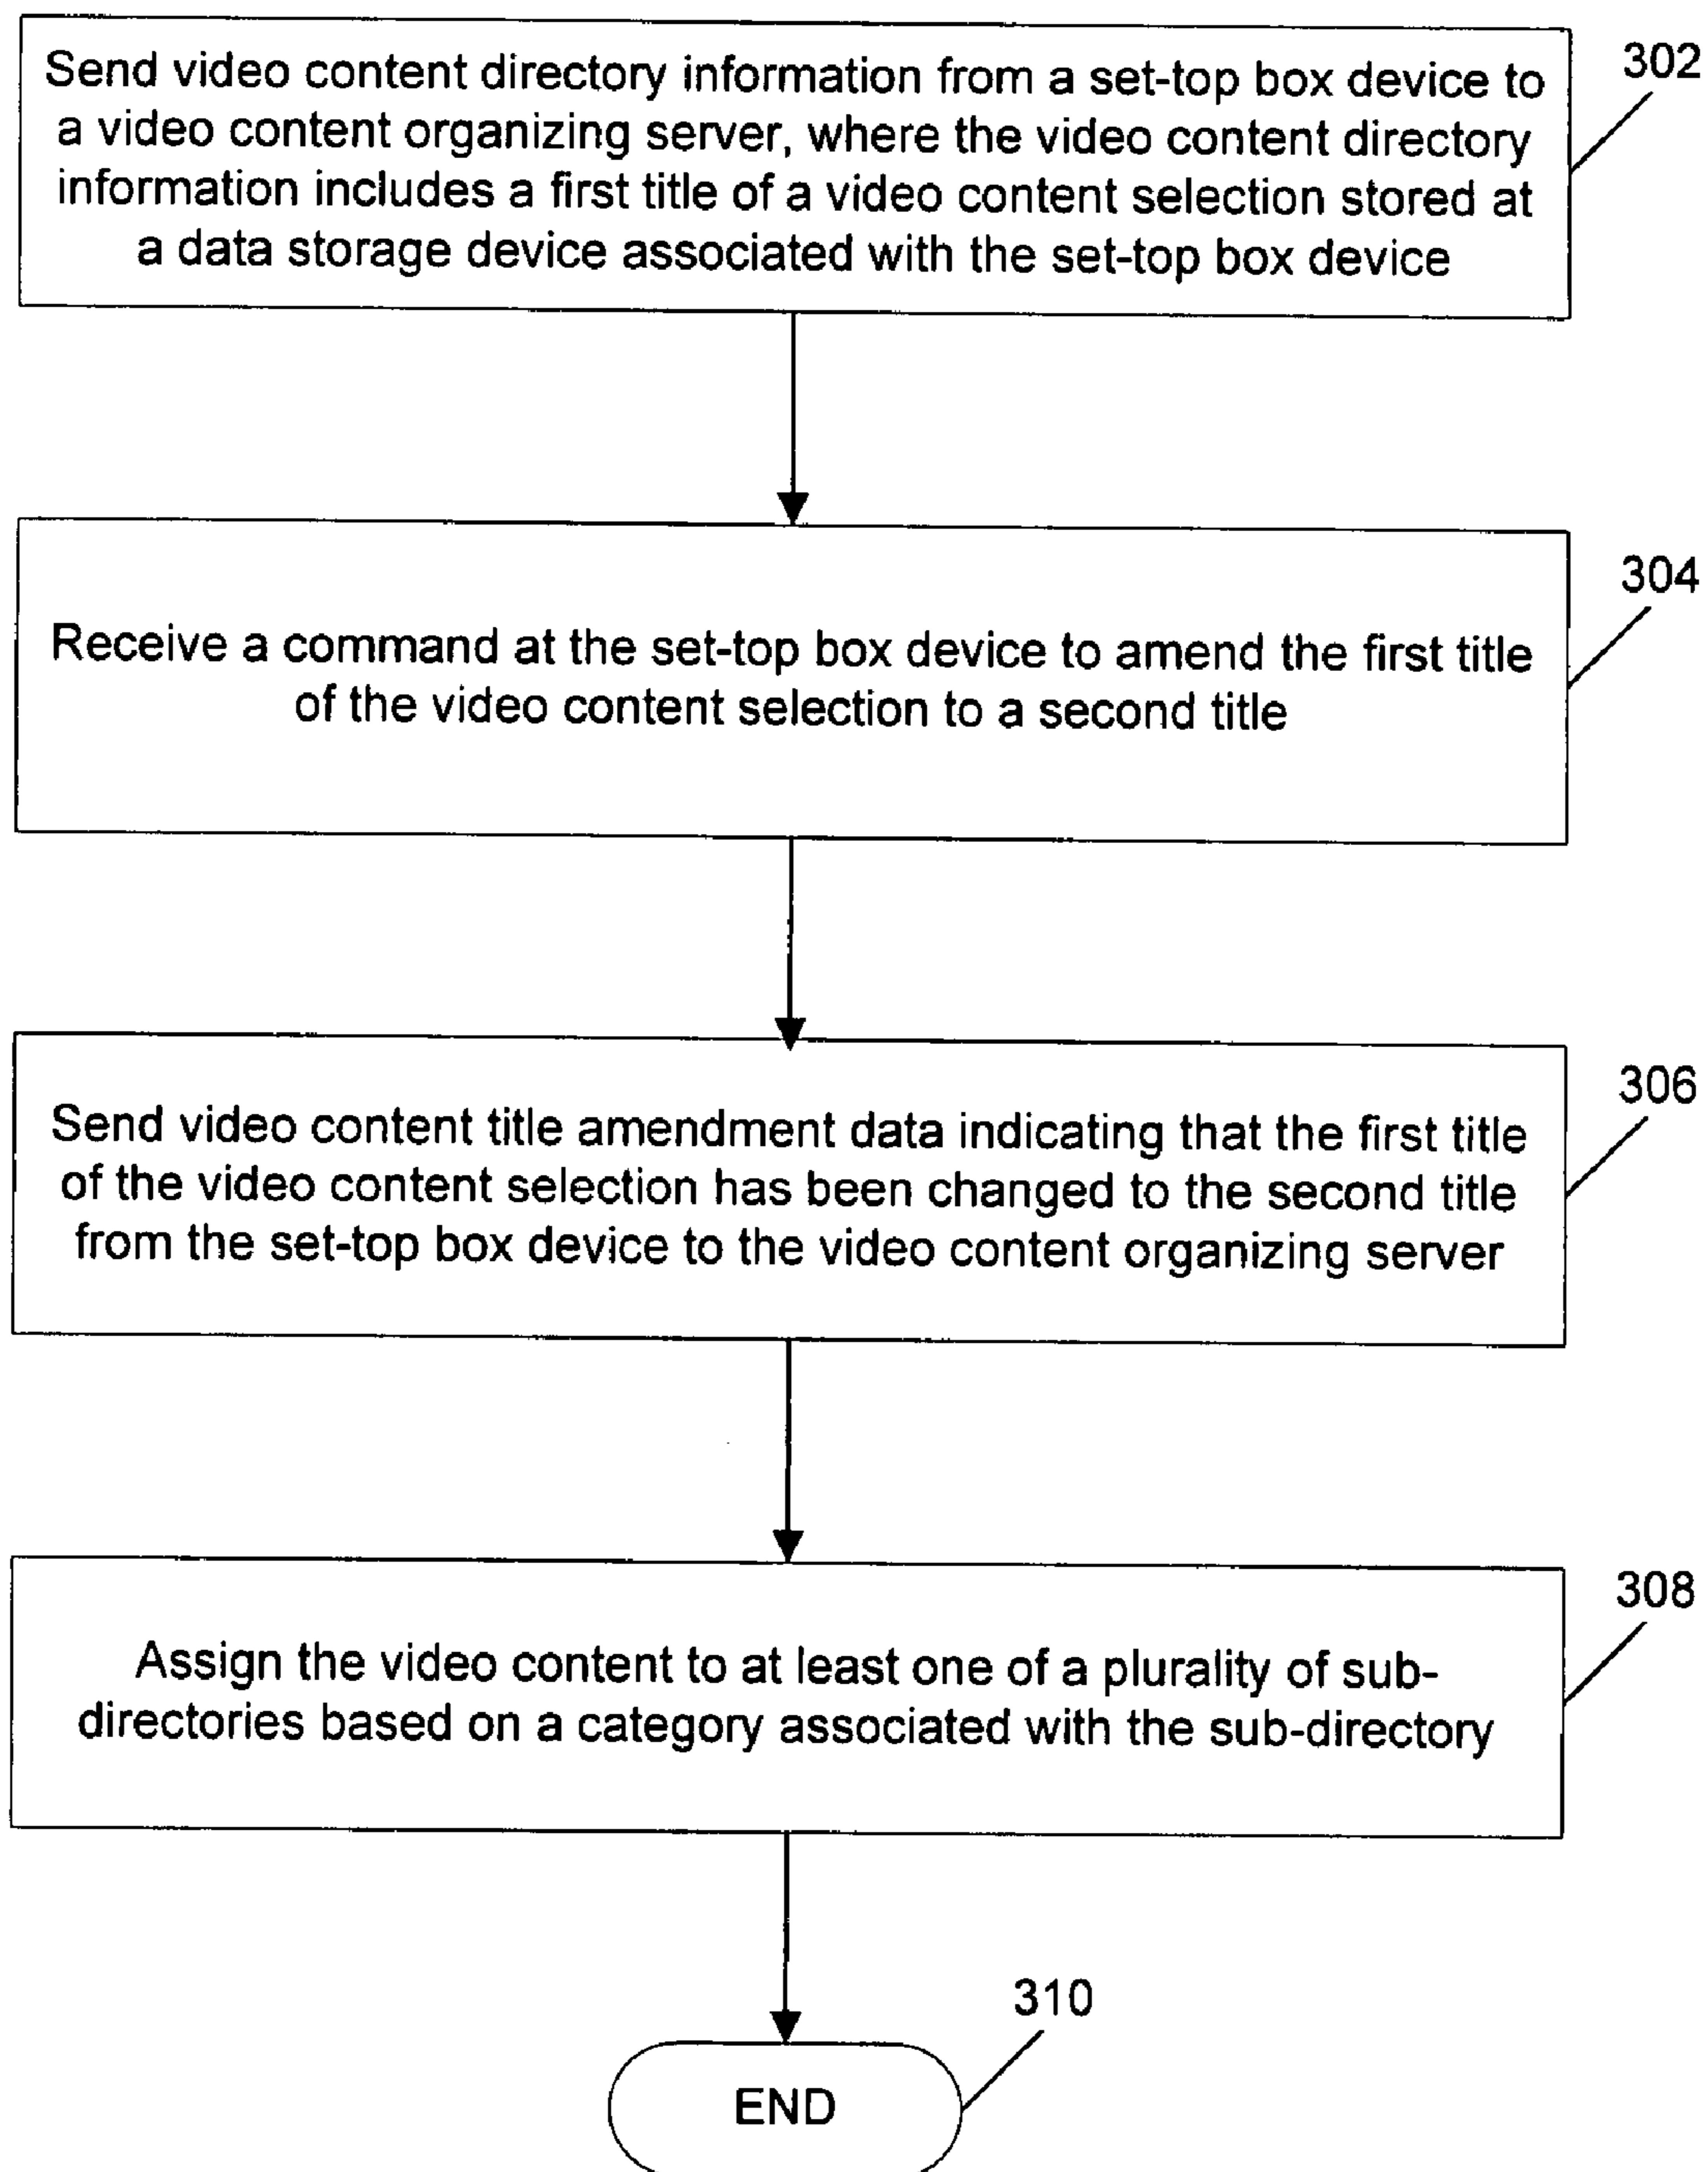 Send video content directory information from a set-top box device to
a video content organizing server, where the video content directory
information includes a first title of a video content selection stored at
a data storage device associated with the set-top box device
302
Receive a command at the set-top box device to amend the first title
of the video content selection to a second title
304
Send video content title amendment data indicating that the first title
of the video content selection has been changed to the second title
from the set-top box device to the video content organizing server
306
Assign the video content to at least one of a plurality of sub-
directories based on a category associated with the sub-directory
308
310
END